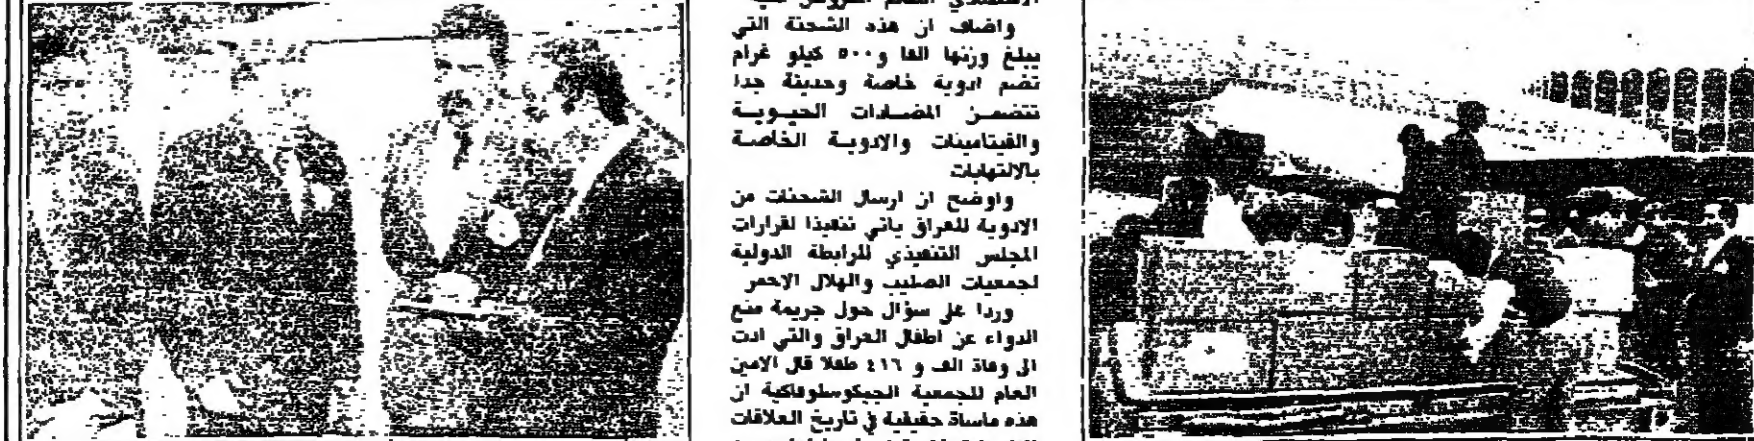 واضاف ان هذه الشحنة التي
يبلغ وزنها الفا و٥٠٠ كيلو غرام
تضم ادوية خاصة وحديثة جدا
تتضمن المضادات الحيوية
والفيتامينات والادوية الخاصة
بالالتهابات
واوضح ان ارسال الشحنات من
الادوية للعراق ياتي تنفيذا لقرارات
المجلس التنفيذي للرابطة الدولية
لجمعيات الصليب والهلال الاحمر
وردا على سؤال حول جريمة منع
الدواء عن اطفال العراق والتي ادت
الى وفاة الف و ٤١٦ طفلا قال الامين
العام للجمعية الجيكوسلوفاكية ان
هذه ماساة حقيقية في تاريخ العلاقات